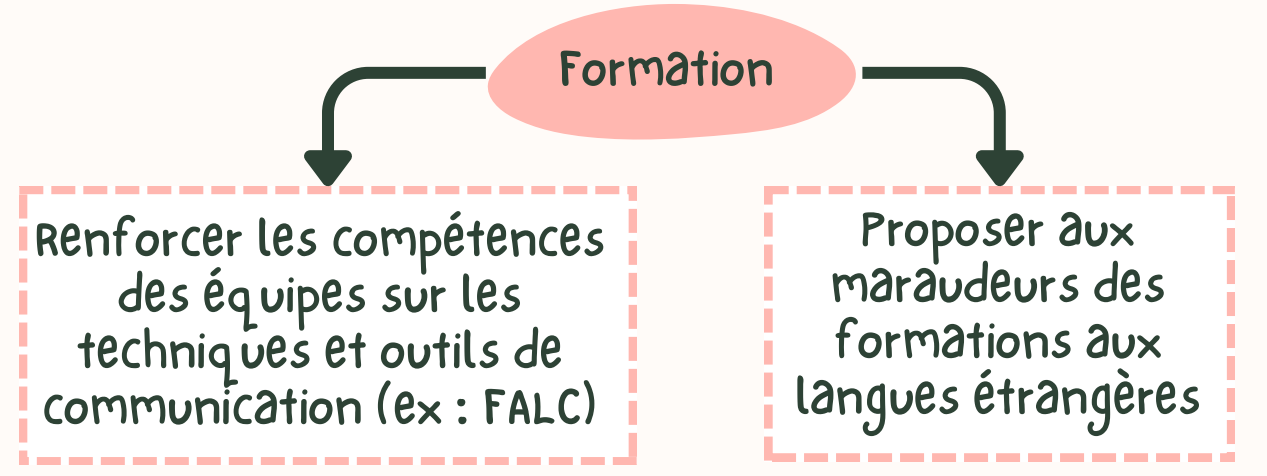 Formation
Renforcer les compétences
des équipes sur les
techniques et outils de
communication (ex : FALC)
Proposer aux
maraudeurs des
formations aux
langues étrangères